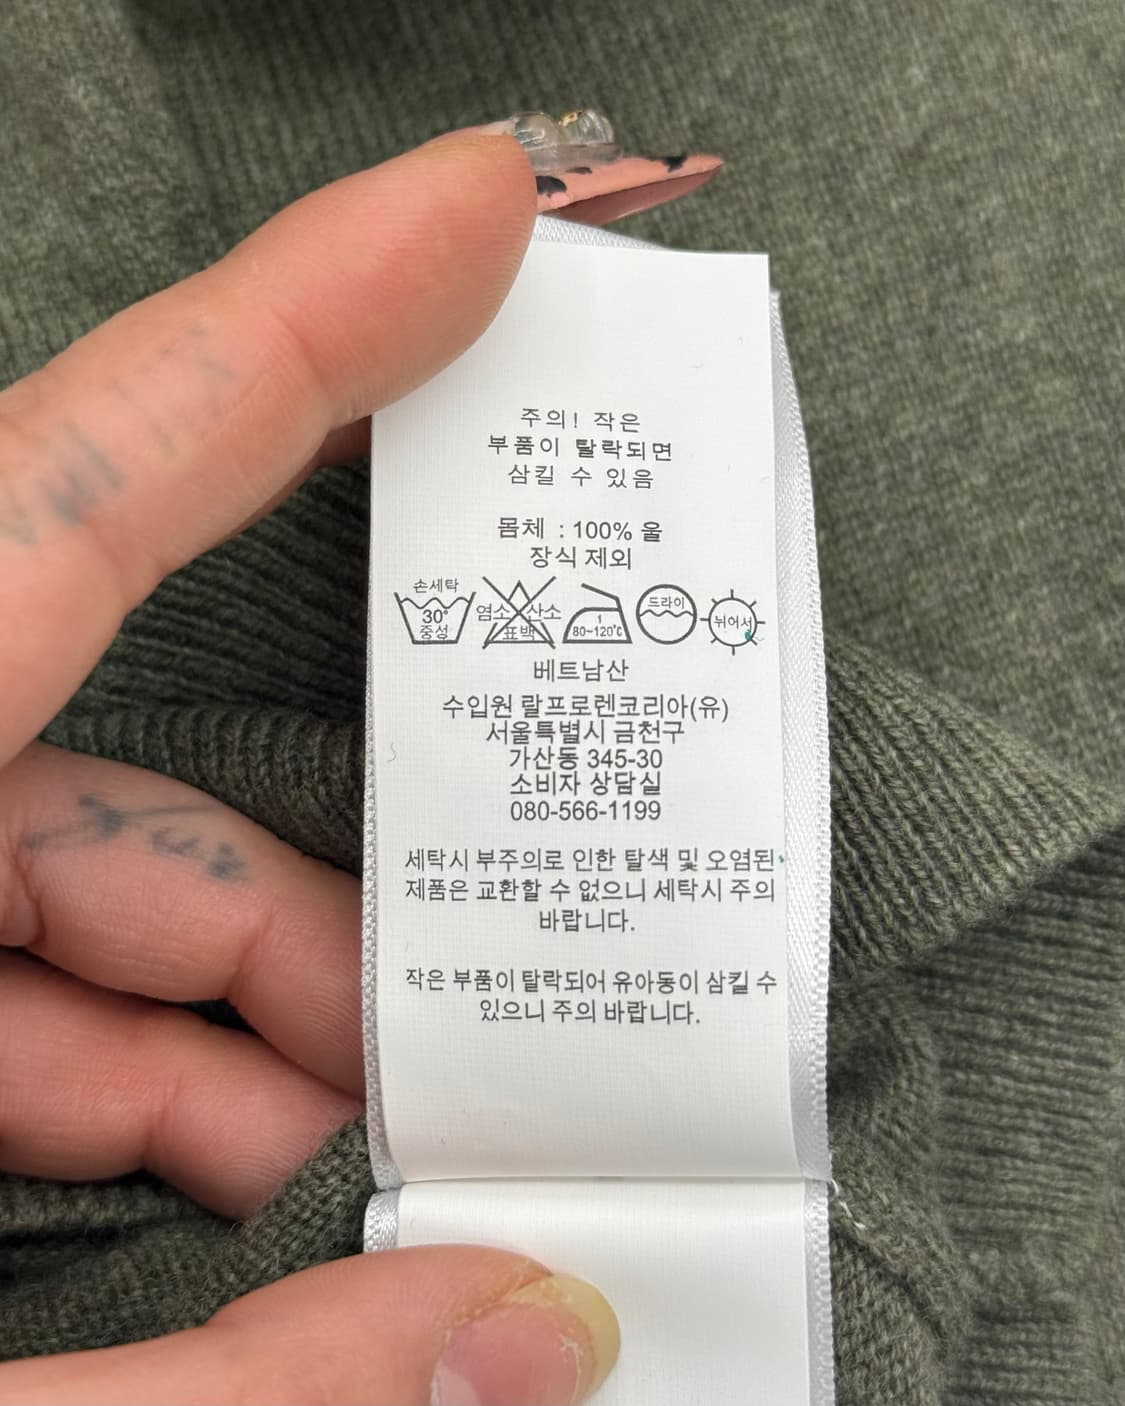 주의! 작은
부품이 탈락되면
삼킬 수 있음
몸체 : 100% 울
장식 제외
손세탁
30°
중성
염소 산소
표백
1
80~120℃
드라이
뉘어서
베트남산
수입원 랄프로렌코리아(유)
서울특별시 금천구
가산동 345-30
소비자 상담실
080-566-1199
세탁시 부주의로 인한 탈색 및 오염된
제품은 교환할 수 없으니 세탁시 주의
바랍니다.
작은 부품이 탈락되어 유아동이 삼킬 수
있으니 주의 바랍니다.